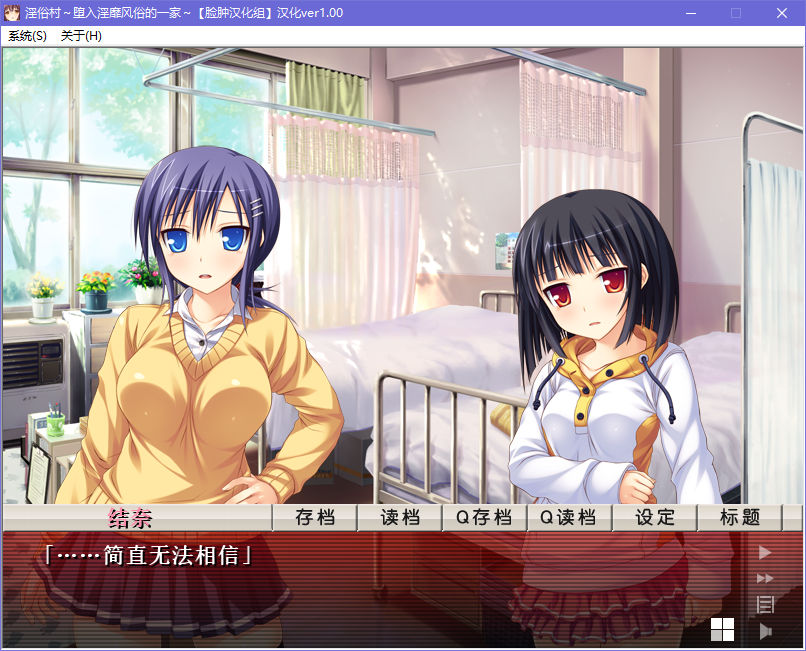 淫俗村～堕入淫靡风俗的一家～【脸肿汉化组】汉化ver1.00
系统(S) 关于(H)
结奈 存档 读档 Q存档 Q读档 设定 标题
「……简直无法相信」